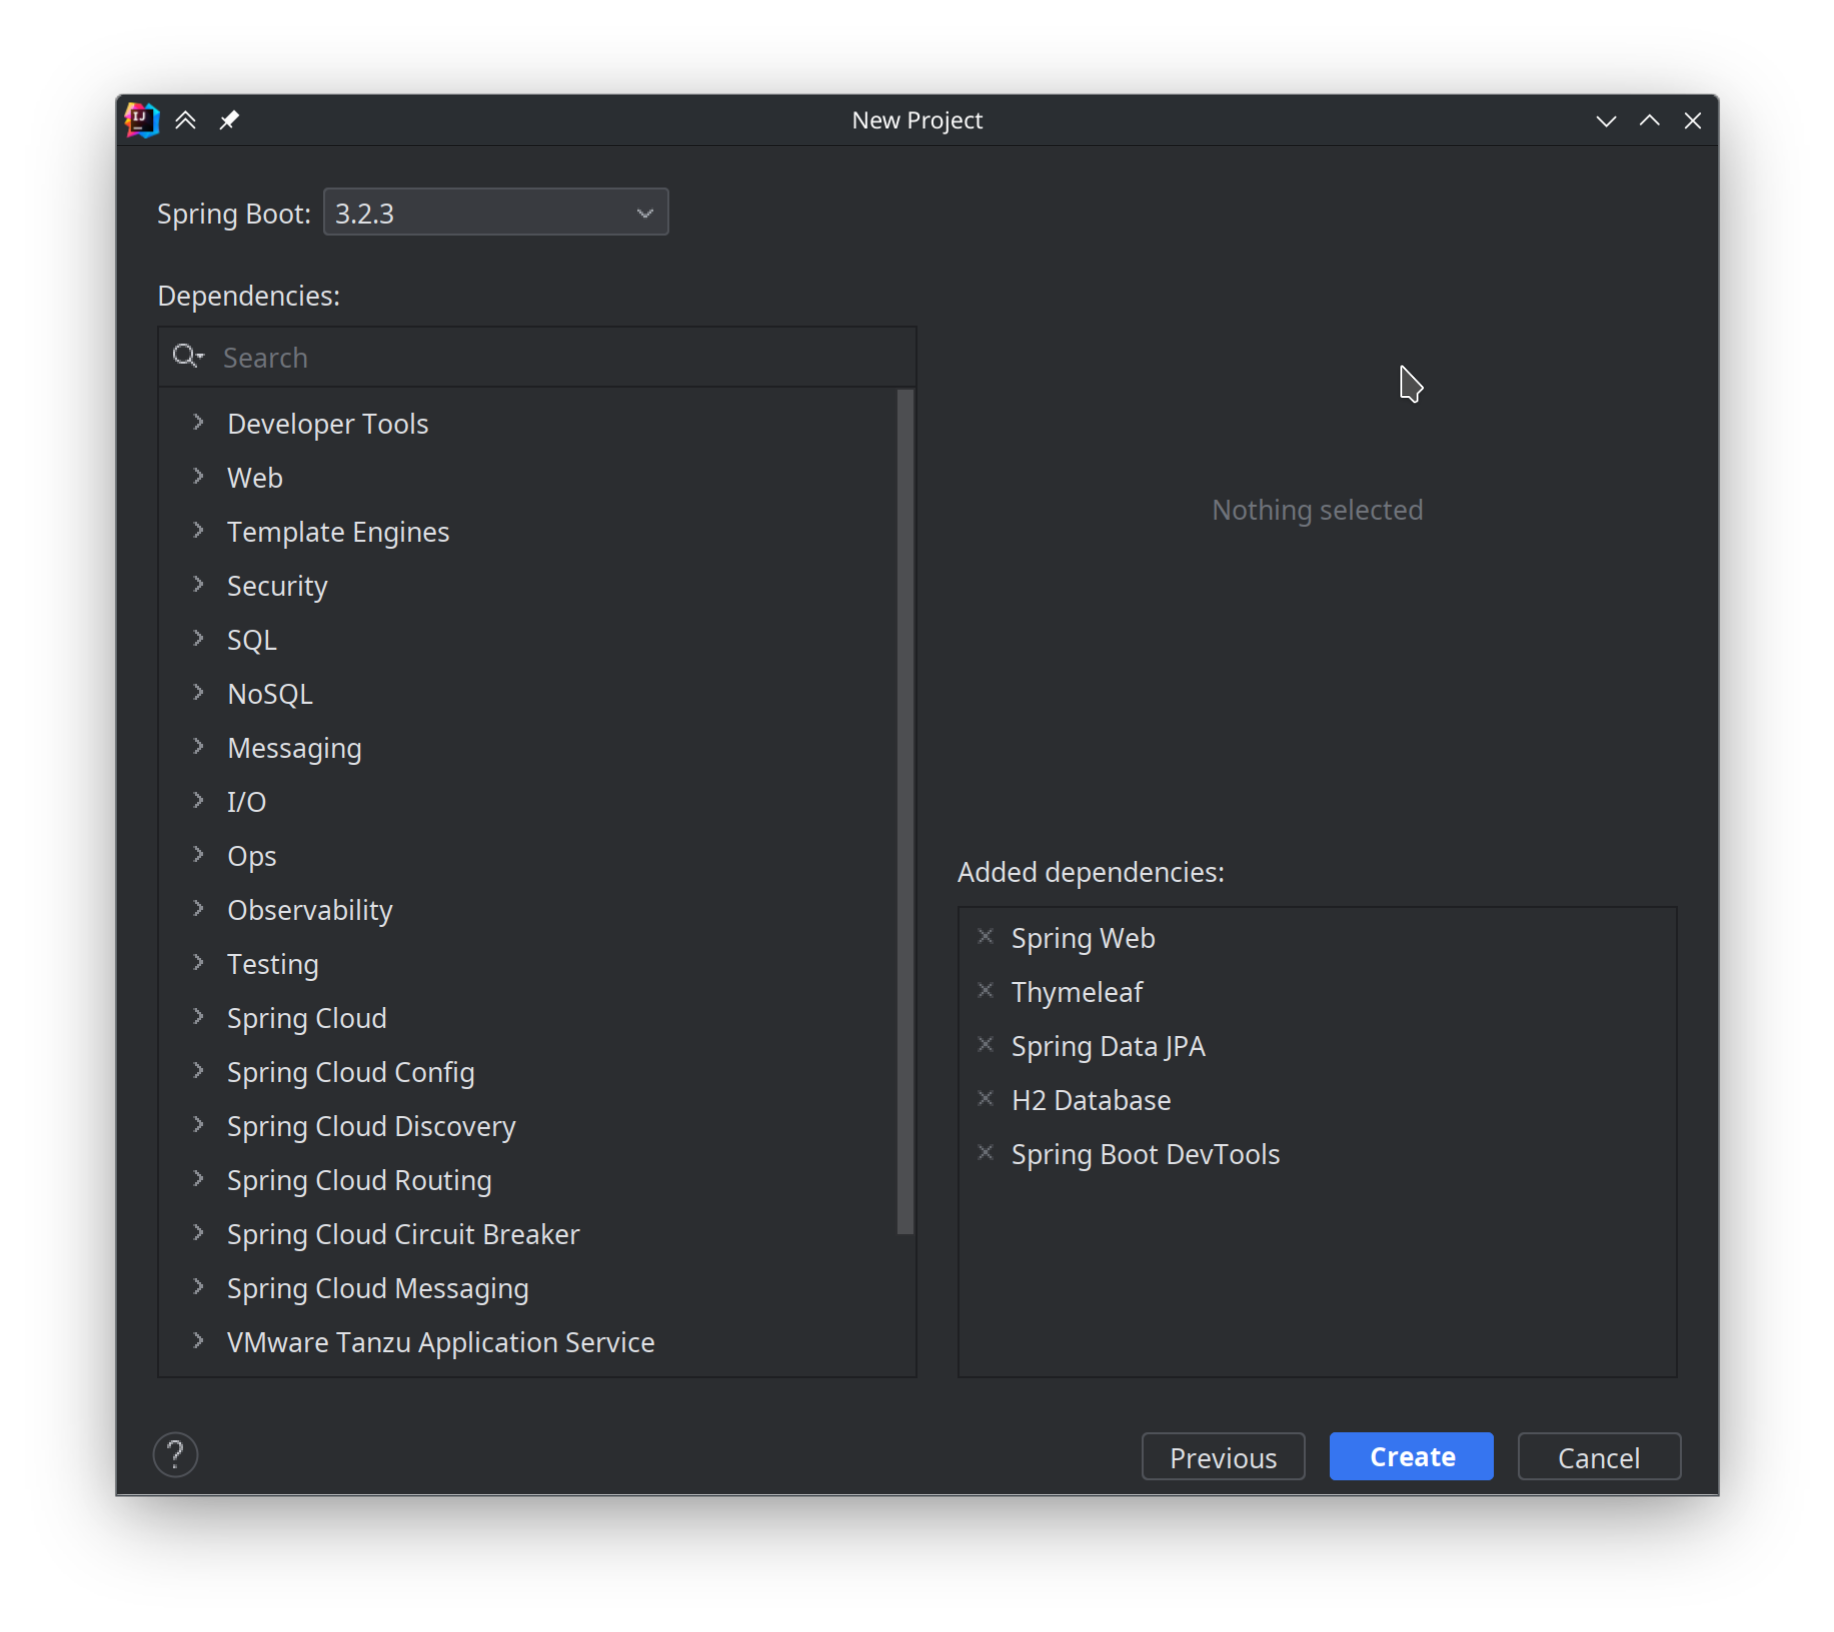 New Project
Spring Boot: 3.2.3
Dependencies:
Search
Developer Tools
Web
Template Engines
Security
SQL
NoSQL
Messaging
I/O
Ops
Observability
Testing
Spring Cloud
Spring Cloud Config
Spring Cloud Discovery
Spring Cloud Routing
Spring Cloud Circuit Breaker
Spring Cloud Messaging
VMware Tanzu Application Service
Nothing selected
Added dependencies:
Spring Web
Thymeleaf
Spring Data JPA
H2 Database
Spring Boot DevTools
? Previous Create Cancel